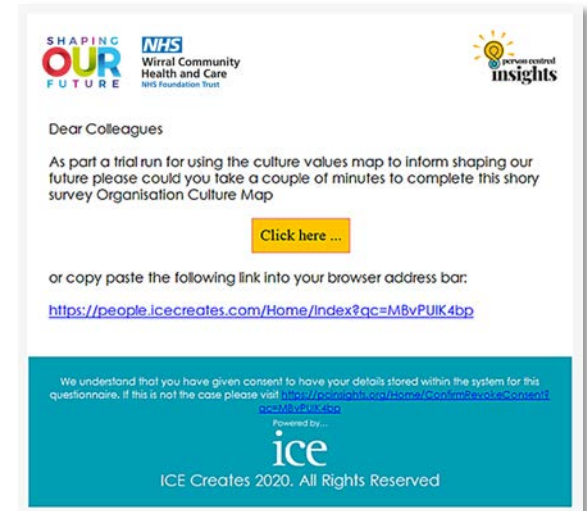 SHAPING
OUR
FUTURE
NHS
Wirral Community
Health and Care
NHS Foundation Trust
person centred
insights
Dear Colleagues
As part a trial run for using the culture values map to inform shaping our
future please could you take a couple of minutes to complete this shory
survey Organisation Culture Map
Click here ...
or copy paste the following link into your browser address bar:
https://people.icecreates.com/Home/Index?qc=MBvPUIK4bp
We understand that you have given consent to have your details stored within the system for this
questionnaire. If this is not the case please visit https://pcinsights.org/Home/ConfirmRevokeConsent?
qc=MBvPUIK4bp
Powered by...
ice
ICE Creates 2020. All Rights Reserved